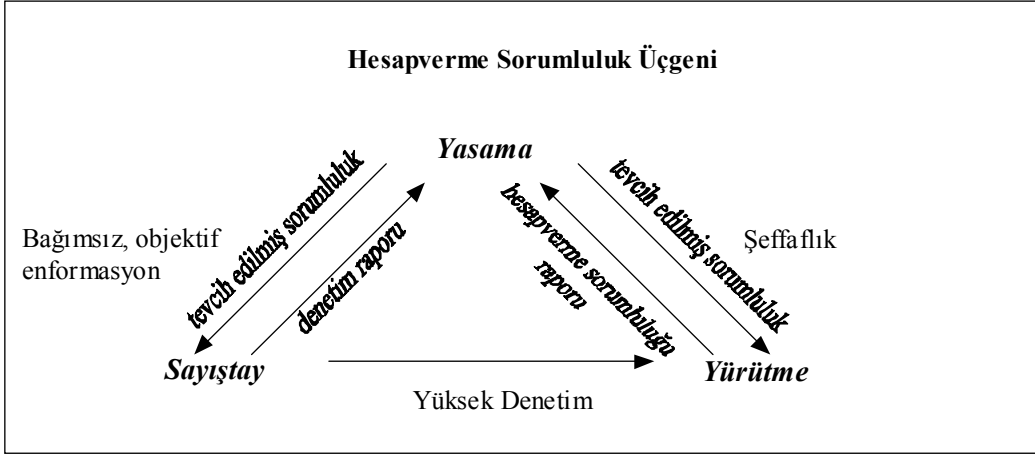 Hesapverme Sorumluluk Üçgeni
Yasama
tevcih edilmiş sorumluluk
denetim raporu
hesapverme sorumluluğu
raporu
tevcih edilmiş sorumluluk
Bağımsız, objektif
enformasyon
Şeffaflık
Sayıştay
Yürütme
Yüksek Denetim